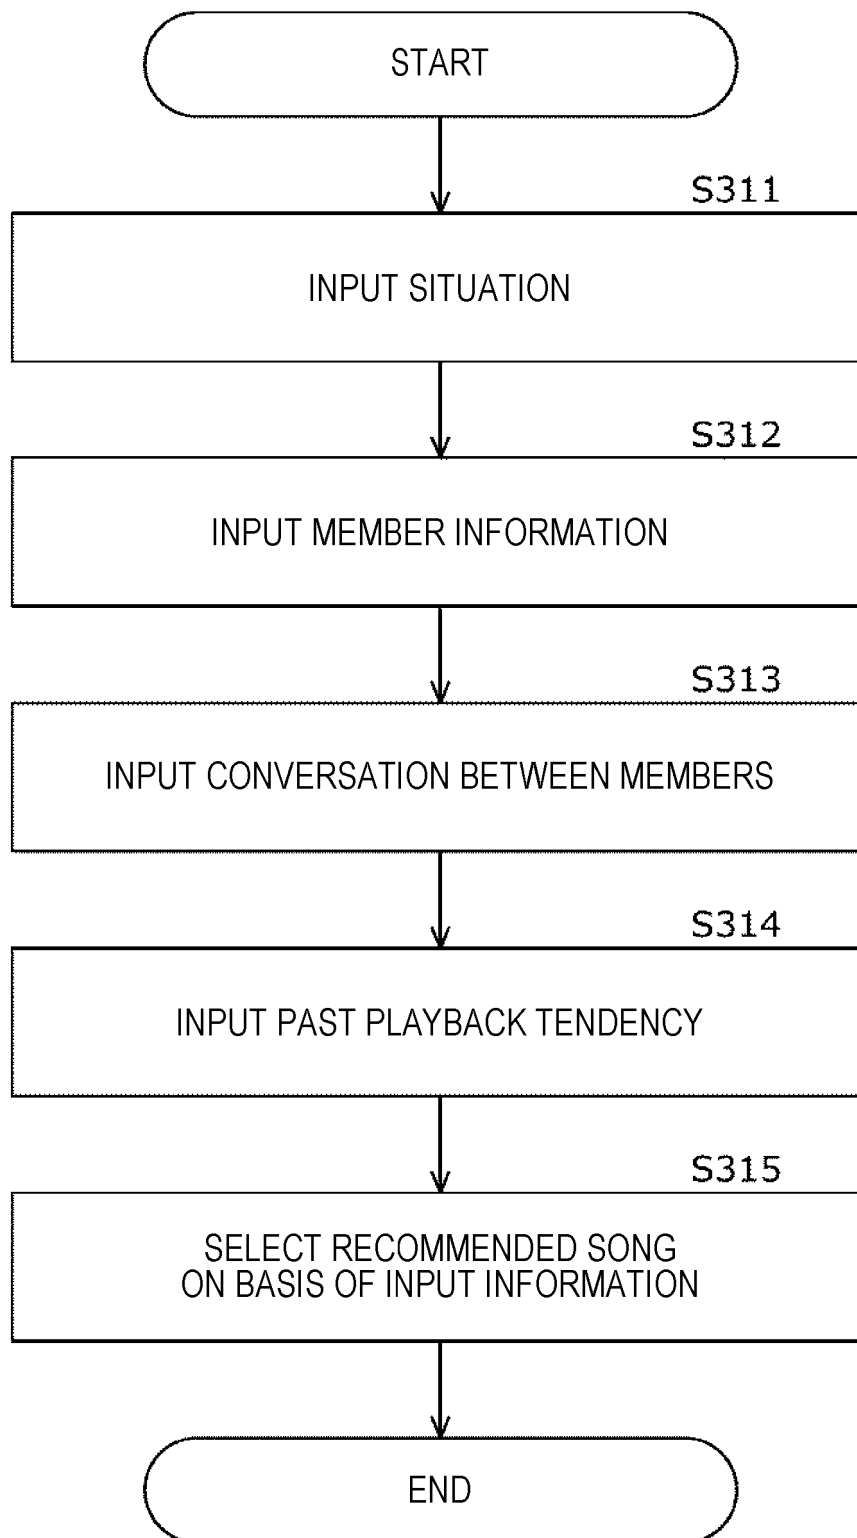 START
S311
INPUT SITUATION
S312
INPUT MEMBER INFORMATION
S313
INPUT CONVERSATION BETWEEN MEMBERS
S314
INPUT PAST PLAYBACK TENDENCY
S315
SELECT RECOMMENDED SONG
ON BASIS OF INPUT INFORMATION
END